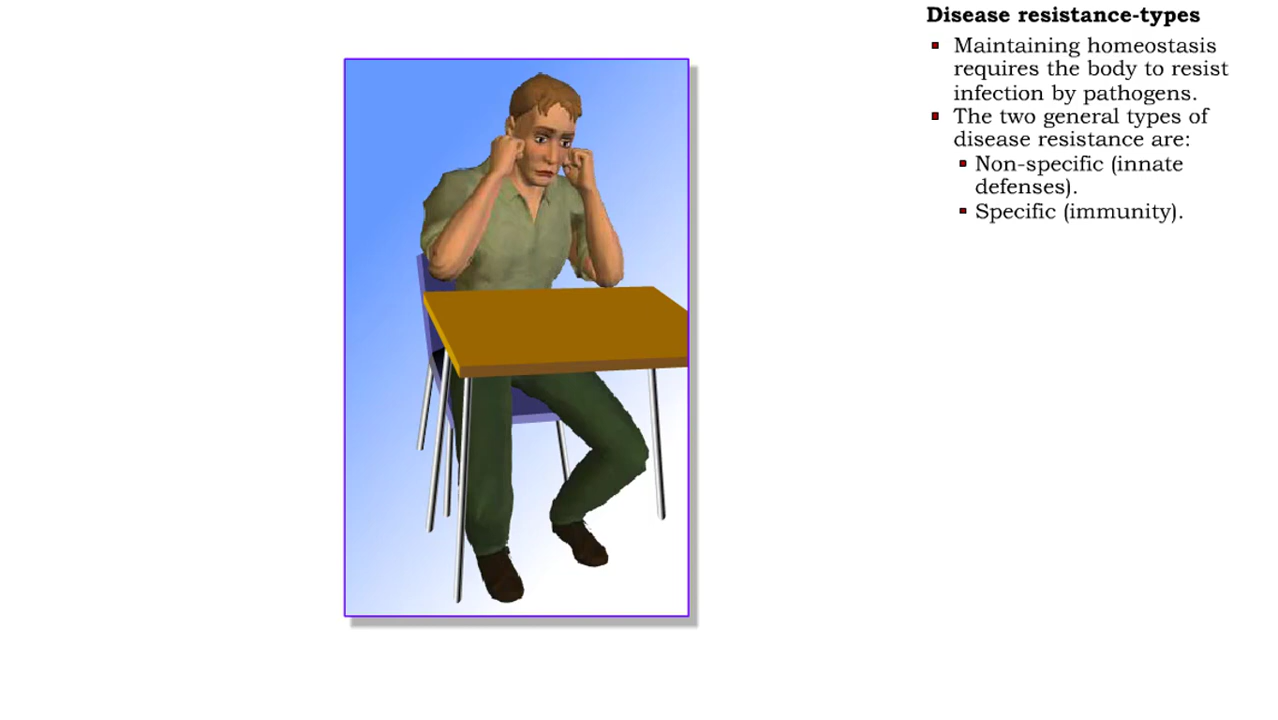 Disease resistance-types
▪ Maintaining homeostasis
requires the body to resist
infection by pathogens.
▪ The two general types of
disease resistance are:
▪ Non-specific (innate
defenses).
▪ Specific (immunity).